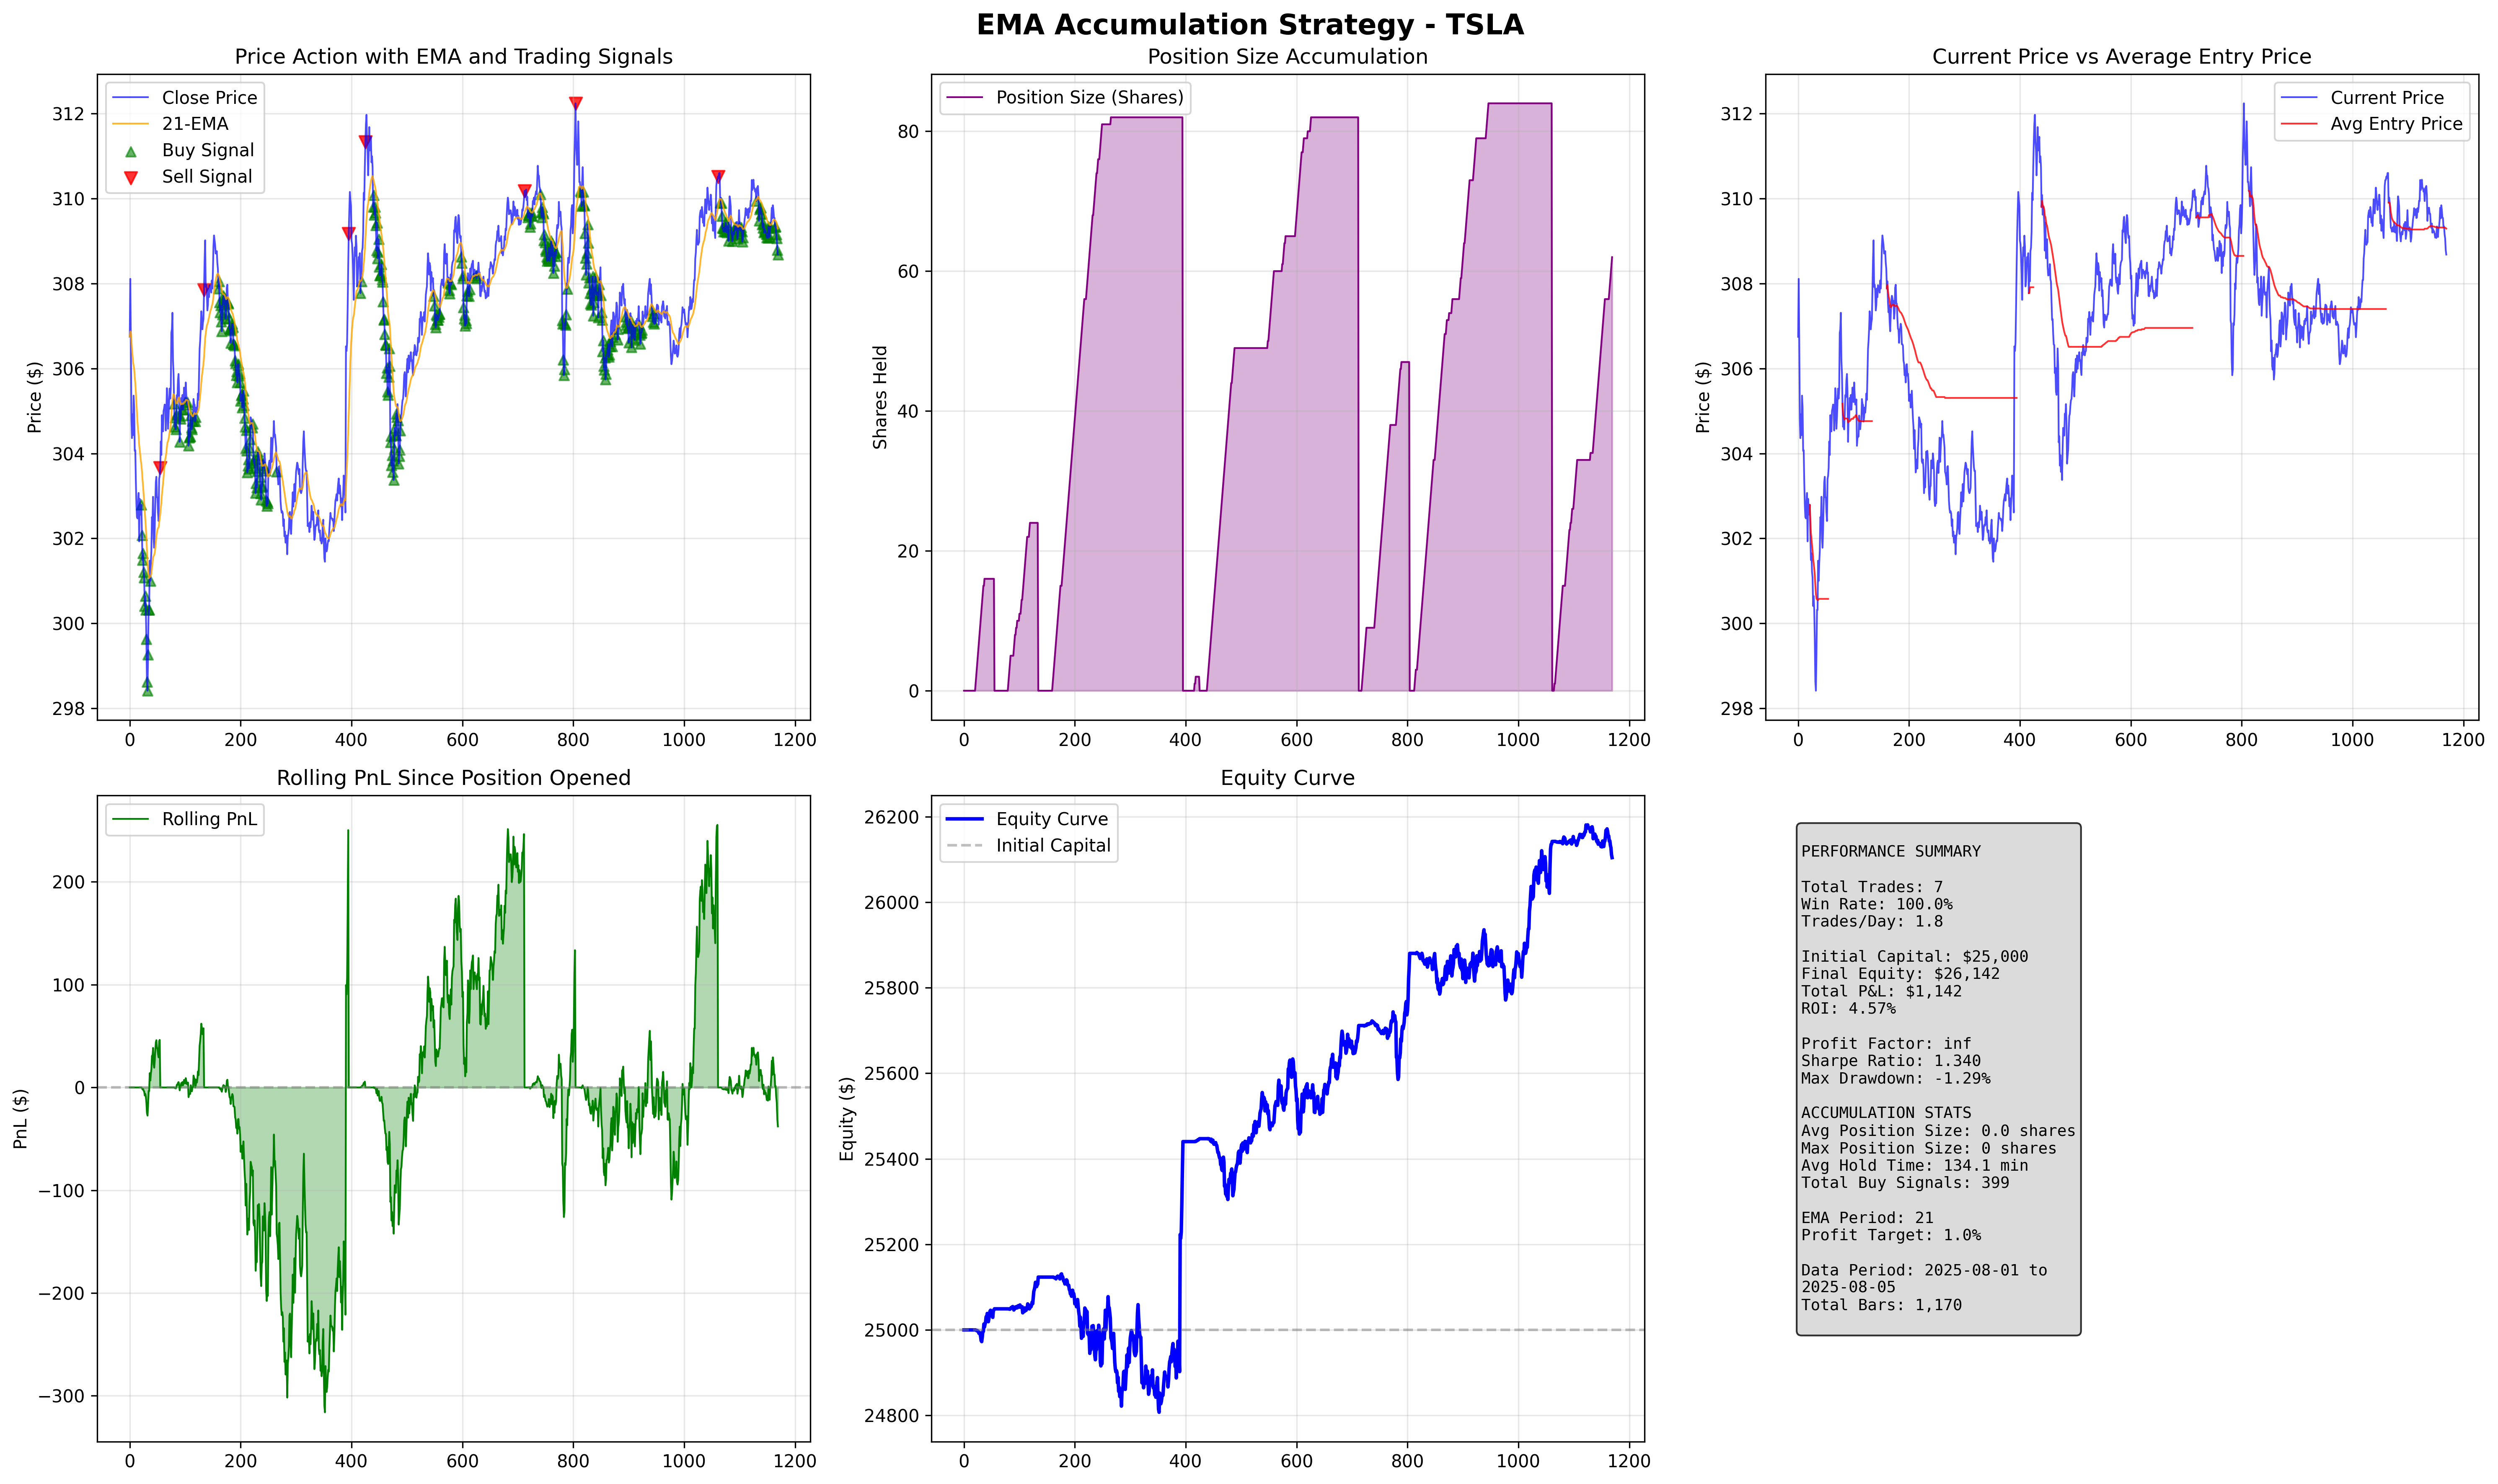 EMA Accumulation Strategy - TSLA
Price Action with EMA and Trading Signals
Close Price
21-EMA
Buy Signal
Sell Signal
Price ($)
312
310
308
306
304
302
300
298
0 200 400 600 800 1000 1200
Position Size Accumulation
Position Size (Shares)
Shares Held
80
60
40
20
0
0 200 400 600 800 1000 1200
Current Price vs Average Entry Price
Current Price
Avg Entry Price
Price ($)
312
310
308
306
304
302
300
298
0 200 400 600 800 1000 1200
Rolling PnL Since Position Opened
Rolling PnL
PnL ($)
200
100
0
−100
−200
−300
0 200 400 600 800 1000 1200
Equity Curve
Equity Curve
Initial Capital
Equity ($)
26200
26000
25800
25600
25400
25200
25000
24800
0 200 400 600 800 1000 1200
PERFORMANCE SUMMARY
Total Trades: 7
Win Rate: 100.0%
Trades/Day: 1.8
Initial Capital: $25,000
Final Equity: $26,142
Total P&L: $1,142
ROI: 4.57%
Profit Factor: inf
Sharpe Ratio: 1.340
Max Drawdown: -1.29%
ACCUMULATION STATS
Avg Position Size: 0.0 shares
Max Position Size: 0 shares
Avg Hold Time: 134.1 min
Total Buy Signals: 399
EMA Period: 21
Profit Target: 1.0%
Data Period: 2025-08-01 to
2025-08-05
Total Bars: 1,170